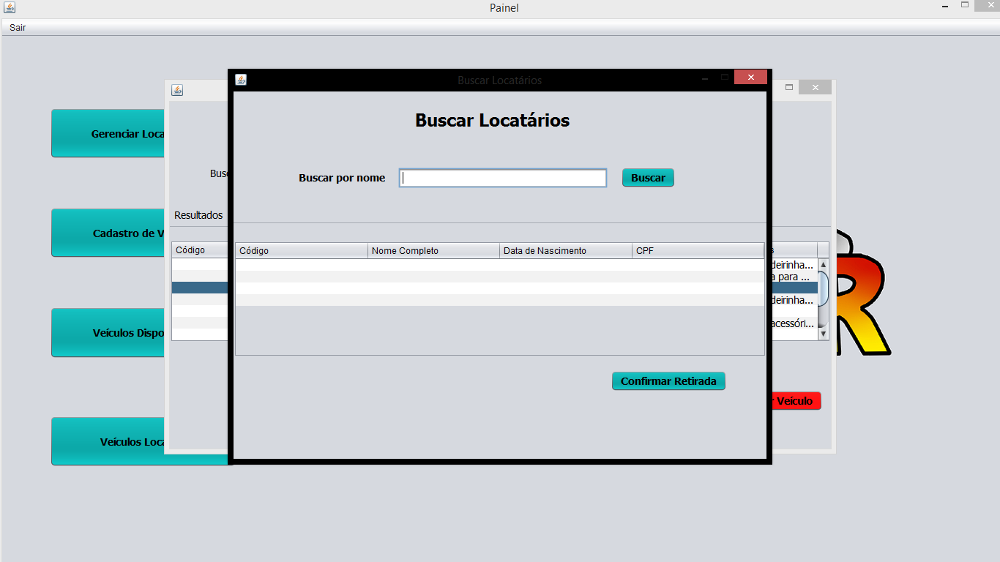 Painel
Sair
Buscar Locatários
Buscar Locatários
Gerenciar Loca
Busc
Buscar por nome
Buscar
Resultados
Cadastro de V
Código
Código
Nome Completo
Data de Nascimento
CPF
s
deirinha...
a para ...
deirinha...
acessóri...
R
Veículos Dispo
Confirmar Retirada
r Veículo
Veículos Loca